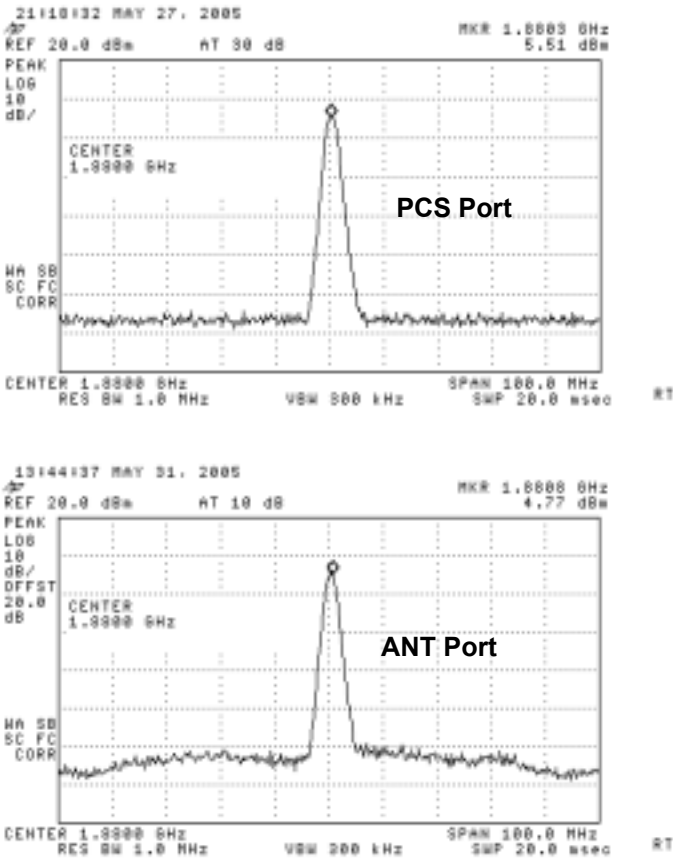 21:18:32 MAY 27, 2005
MKR 1.8803 GHz
REF 20.0 dBm AT 30 dB 5.51 dBm
PEAK
LOG
10
dB/
CENTER
1.8800 GHz
PCS Port
WA SB
SC FC
CORR
CENTER 1.8800 GHz SPAN 100.0 MHz
RES BW 1.0 MHz VBW 300 kHz SWP 20.0 msec
RT
13:44:37 MAY 31, 2005
MKR 1.8808 GHz
REF 20.0 dBm AT 10 dB 4.77 dBm
PEAK
LOG
10
dB/
OFFST
20.0
dB
CENTER
1.8800 GHz
ANT Port
WA SB
SC FC
CORR
CENTER 1.8800 GHz SPAN 100.0 MHz
RES BW 1.0 MHz VBW 300 kHz SWP 20.0 msec
RT